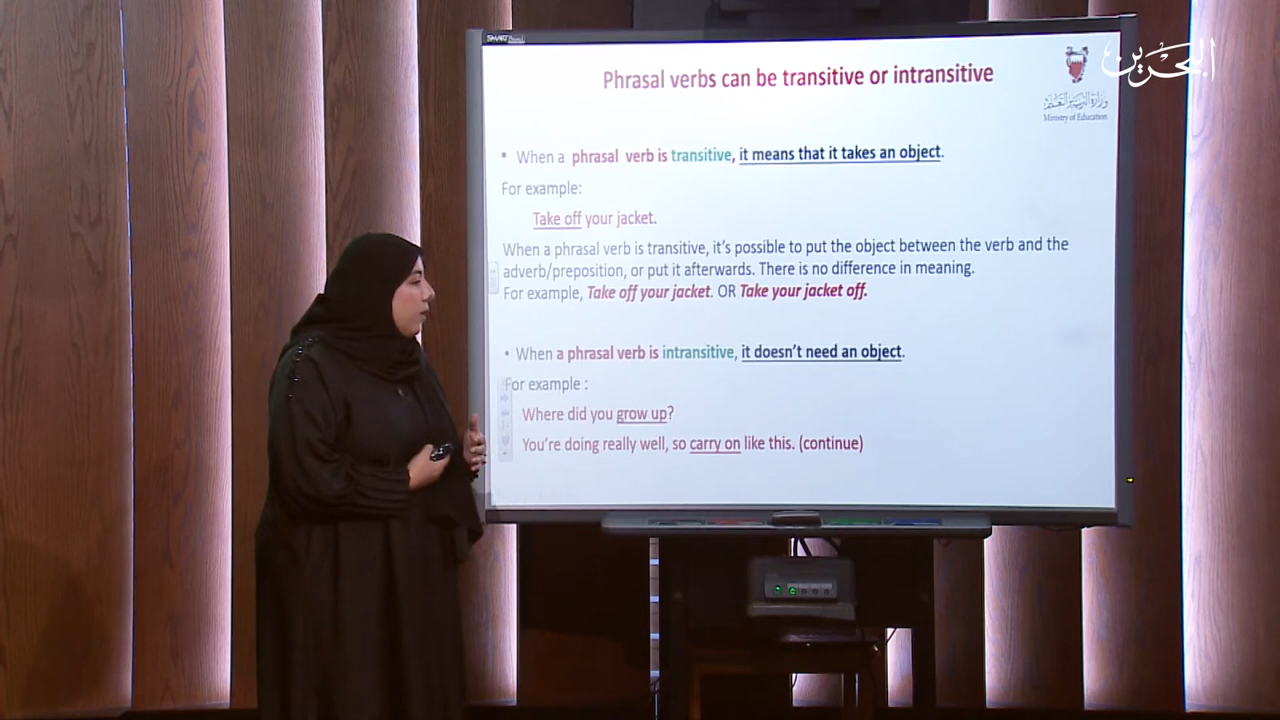 SMART Board
Phrasal verbs can be transitive or intransitive
البحرين
وزارة التربية والتعليم
Ministry of Education
• When a phrasal verb is transitive, it means that it takes an object.
For example:
Take off your jacket.
When a phrasal verb is transitive, it's possible to put the object between the verb and the
adverb/preposition, or put it afterwards. There is no difference in meaning.
For example, Take off your jacket. OR Take your jacket off.
• When a phrasal verb is intransitive, it doesn't need an object.
For example :
Where did you grow up?
You're doing really well, so carry on like this. (continue)